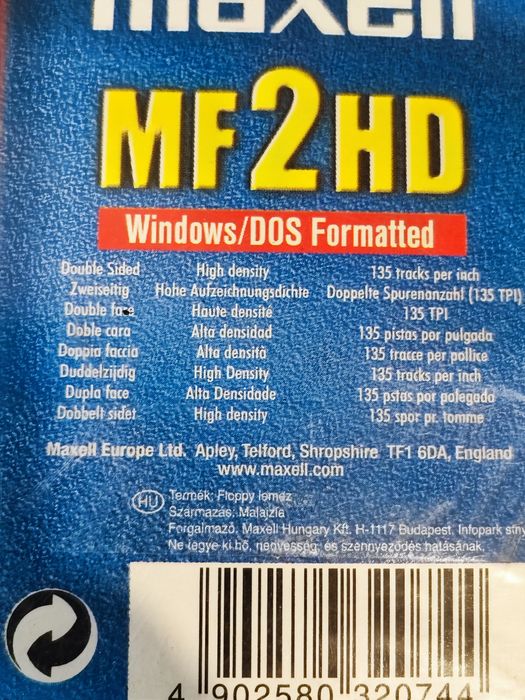 maxell
MF2HD
Windows/DOS Formatted
Double Sided High density 135 tracks per inch
Zweiseitig Hohe Aufzeichnungsdichte Doppelte Spurenanzahl (135 TPI)
Double face Haute densité 135 TPI
Doble cara Alta densidad 135 pistas por pulgada
Doppia faccia Alta densità 135 tracce per pollice
Duddelzijdig High Density 135 tracks per inch
Dupla face Alta Densidade 135 pstas por polegada
Dobbelt sidet High density 135 spor pr. tomme
Maxell Europe Ltd. Apley, Telford, Shropshire TF1 6DA, England
www.maxell.com
HU Termék: Floppy lemez
Származás: Malajzia
Forgalmazó: Maxell Hungary Kft. H-1117 Budapest. Infopark
Ne tegye ki hő, nedvesség, és szennyeződés hatásának.
4 902580 320744